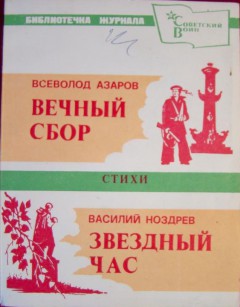 БИБЛИОТЕЧКА ЖУРНАЛА
Советский
Воин
ВСЕВОЛОД АЗАРОВ
ВЕЧНЫЙ
СБОР
СТИХИ
ВАСИЛИЙ НОЗДРЕВ
ЗВЕЗДНЫЙ
ЧАС